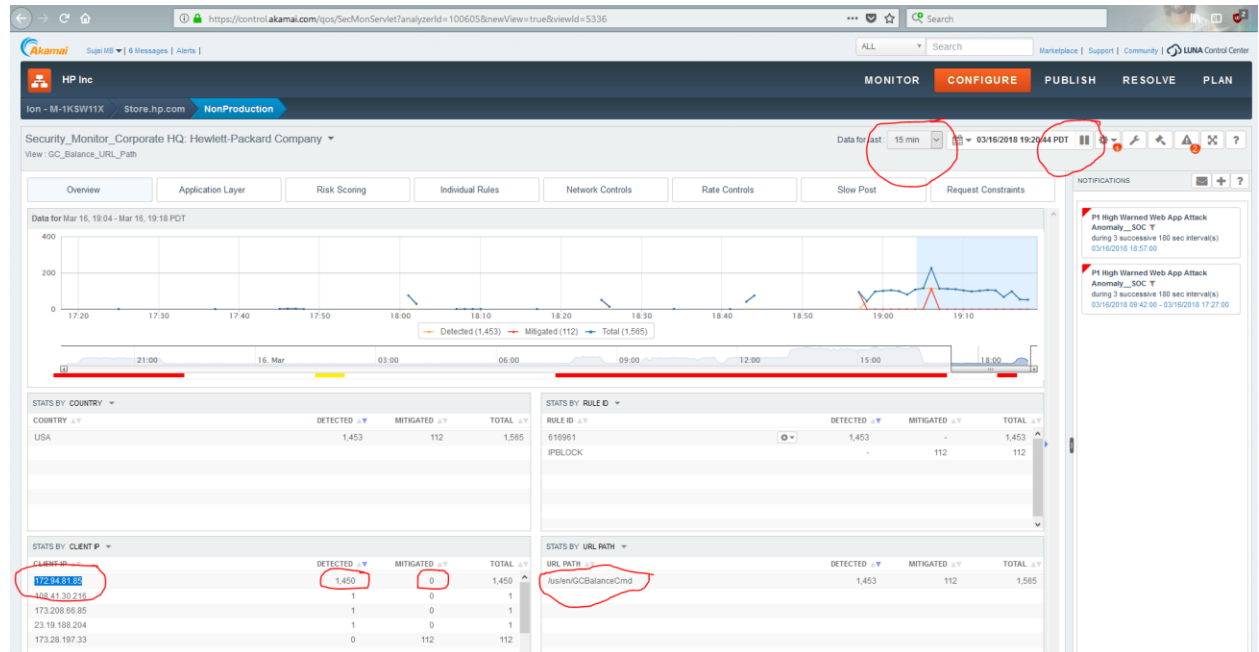 https://control.akamai.com/qos/SecMonServlet?analyzerId=100605&newView=true&viewId=5336
Search
Akamai Sujai MB | 6 Messages | Alerts |
ALL Search Marketplace | Support | Community | LUNA Control Center
HP Inc MONITOR CONFIGURE PUBLISH RESOLVE PLAN
Ion - M-1KSW11X Store.hp.com NonProduction
Security_Monitor_Corporate HQ: Hewlett-Packard Company Data for last: 15 min 03/16/2018 19:20:44 PDT
View : GC_Balance_URL_Path
Overview Application Layer Risk Scoring Individual Rules Network Controls Rate Controls Slow Post Request Constraints
NOTIFICATIONS + ?
Data for Mar 16, 19:04 - Mar 16, 19:18 PDT
P1 High Warned Web App Attack
Anomaly__SOC
during 3 successive 180 sec interval(s)
03/16/2018 18:57:00
P1 High Warned Web App Attack
Anomaly__SOC
during 3 successive 180 sec interval(s)
03/16/2018 09:42:00 - 03/16/2018 17:27:00
400
200
0
17:20 17:30 17:40 17:50 18:00 18:10 18:20 18:30 18:40 18:50 19:00 19:10
Detected (1,453) Mitigated (112) Total (1,565)
21:00 16. Mar 03:00 06:00 09:00 12:00 15:00 18:00
STATS BY COUNTRY
COUNTRY DETECTED MITIGATED TOTAL
USA 1,453 112 1,565
STATS BY RULE ID
RULE ID DETECTED MITIGATED TOTAL
616961 1,453 - 1,453
IPBLOCK - 112 112
STATS BY CLIENT IP
CLIENT IP DETECTED MITIGATED TOTAL
172.94.81.85 1,450 0 1,450
108.41.30.216 1 0 1
173.208.66.85 1 0 1
23.19.188.204 1 0 1
173.28.197.33 0 112 112
STATS BY URL PATH
URL PATH DETECTED MITIGATED TOTAL
/us/en/GCBalanceCmd 1,453 112 1,565